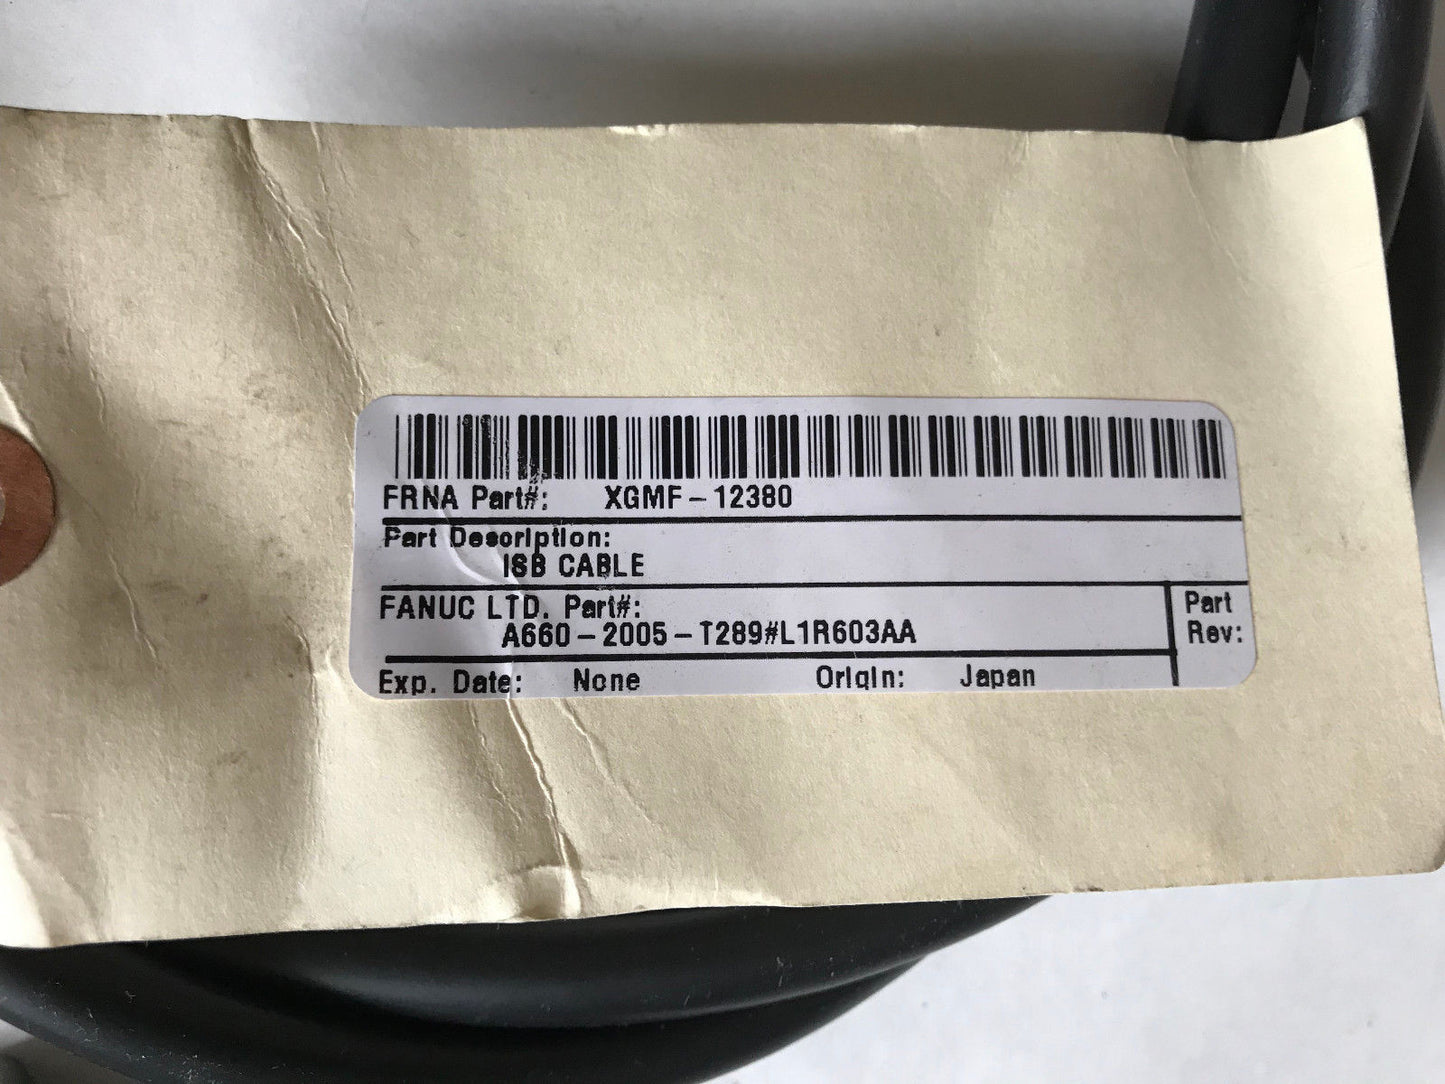 FRNA Part#: XGMF-12380
Part Description:
ISB CABLE
FANUC LTD. Part#:
A660-2005-T289#L1R603AA
Part
Rev:
Exp. Date: None Origin: Japan